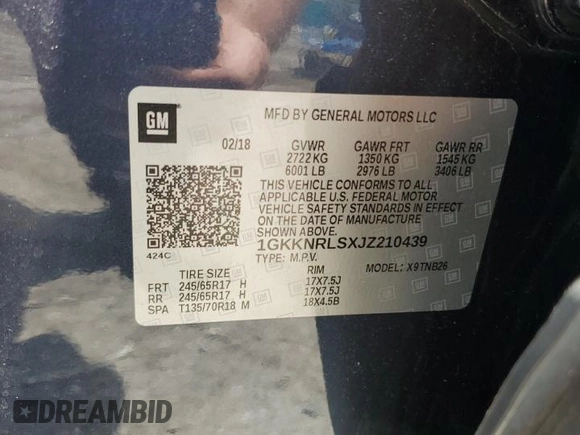 GM
MFD BY GENERAL MOTORS LLC
02/18 GVWR GAWR FRT GAWR RR
2722 KG 1350 KG 1545 KG
6001 LB 2976 LB 3406 LB
THIS VEHICLE CONFORMS TO ALL
APPLICABLE U.S. FEDERAL MOTOR
VEHICLE SAFETY STANDARDS IN EFFECT
ON THE DATE OF MANUFACTURE
SHOWN ABOVE.
424C 1GKKNRLSXJZ210439
TYPE: M.P.V. MODEL: X9TNB26
TIRE SIZE RIM
FRT 245/65R17 H 17X7.5J
RR 245/65R17 H 17X7.5J
SPA T135/70R18 M 18X4.5B
DREAMBID